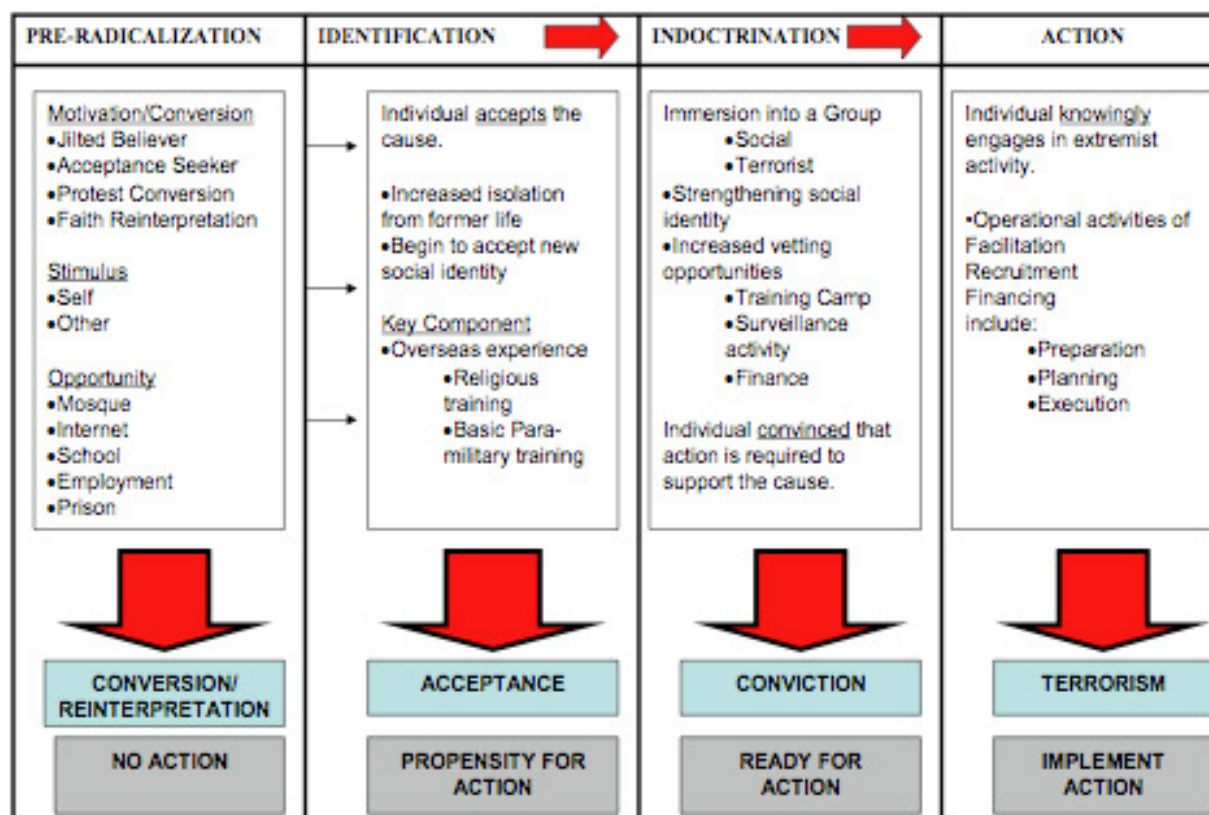 PRE-RADICALIZATION
IDENTIFICATION
INDOCTRINATION
ACTION
Motivation/Conversion
•Jilted Believer
•Acceptance Seeker
•Protest Conversion
•Faith Reinterpretation
Stimulus
•Self
•Other
Opportunity
•Mosque
•Internet
•School
•Employment
•Prison
Individual accepts the
cause.
•Increased isolation
from former life
•Begin to accept new
social identity
Key Component
•Overseas experience
•Religious
training
•Basic Para-
military training
Immersion into a Group
•Social
•Terrorist
•Strengthening social
identity
•Increased vetting
opportunities
•Training Camp
•Surveillance
activity
•Finance
Individual convinced that
action is required to
support the cause.
Individual knowingly
engages in extremist
activity.
•Operational activities of
Facilitation
Recruitment
Financing
include:
•Preparation
•Planning
•Execution
CONVERSION/
REINTERPRETATION
ACCEPTANCE
CONVICTION
TERRORISM
NO ACTION
PROPENSITY FOR
ACTION
READY FOR
ACTION
IMPLEMENT
ACTION